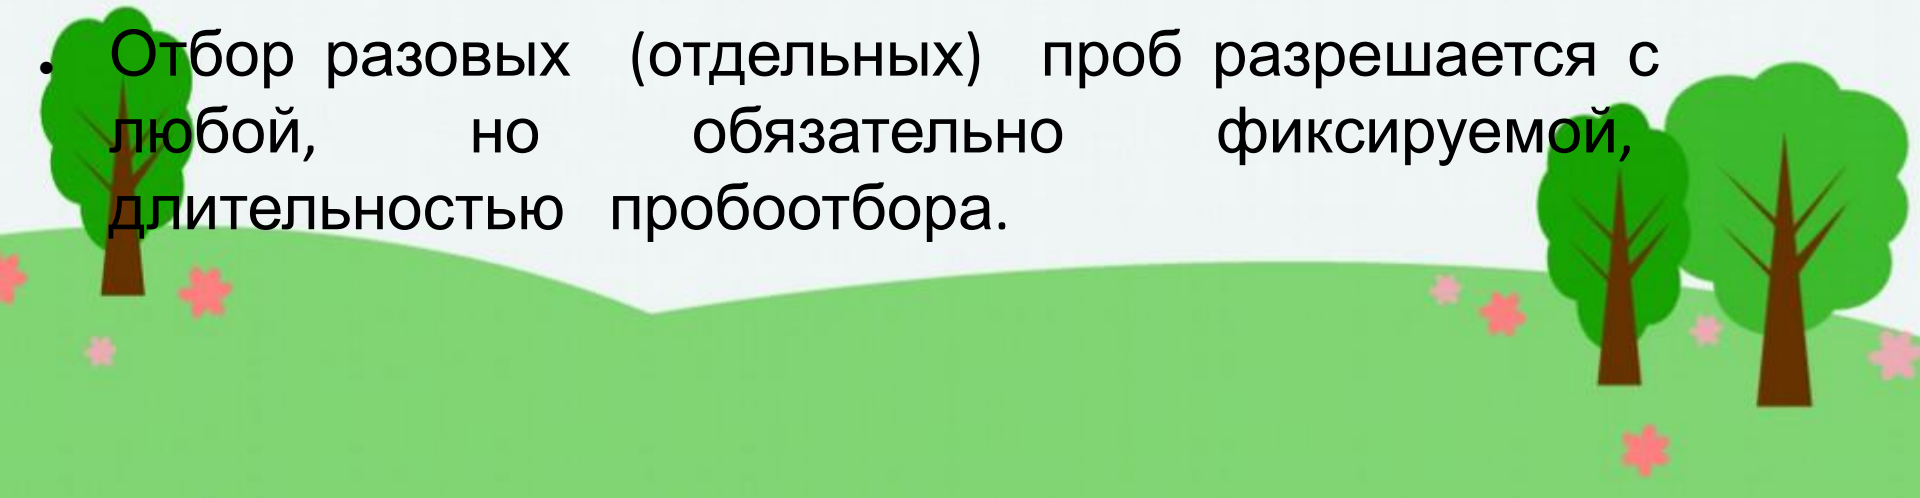 • Отбор разовых (отдельных) проб разрешается с
любой, но обязательно фиксируемой,
длительностью пробоотбора.